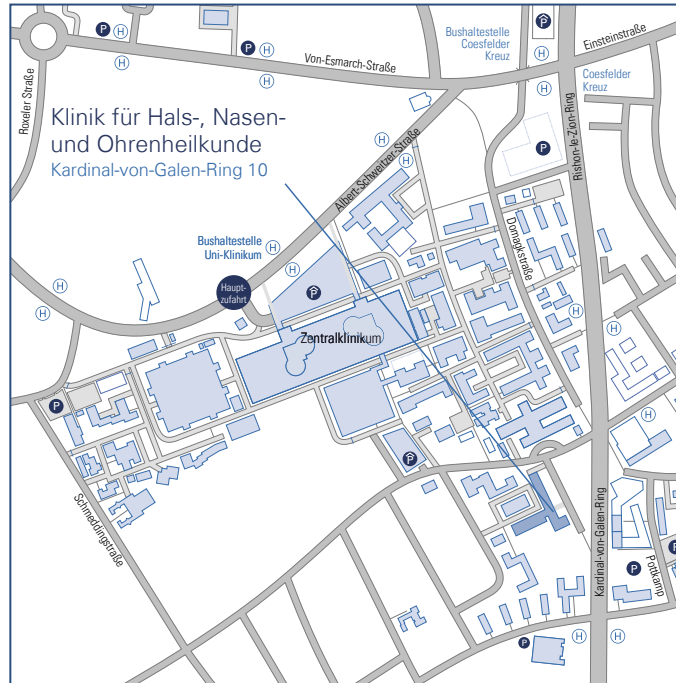 P
H
H
P
H
Von-Esmarch-Straße
Bushaltestelle
Coesfelder
Kreuz
H
P
Einsteinstraße
Coesfelder
Kreuz
H
H
Roxeler Straße
Klinik für Hals-, Nasen-
und Ohrenheilkunde
Kardinal-von-Galen-Ring 10
Albert-Schweitzer-Straße
H
H
P
Rishon-le-Zion-Ring
Domagkstraße
Bushaltestelle
Uni-Klinikum
H
H
H
H
Haupt-
zufahrt
P
Zentralklinikum
H
P
H
P
Schmeddingstraße
Kardinal-von-Galen-Ring
Pottkamp
P
P
P
H
H